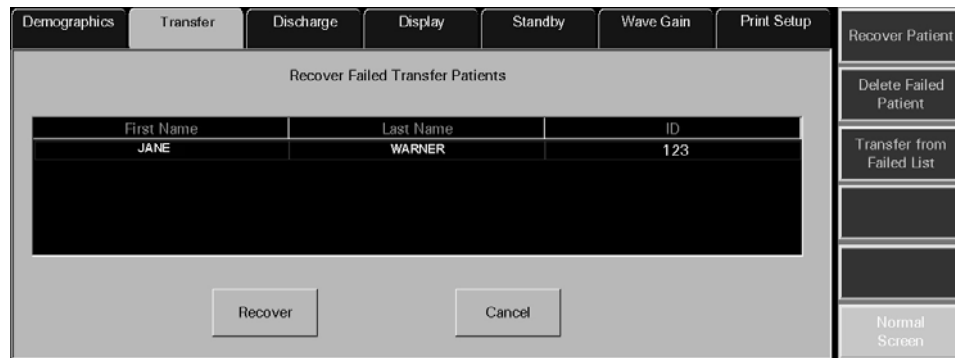 Demographics Transfer Discharge Display Standby Wave Gain Print Setup
Recover Failed Transfer Patients
First Name Last Name ID
JANE WARNER 123
Recover Cancel
Recover Patient
Delete Failed
Patient
Transfer from
Failed List
Normal
Screen